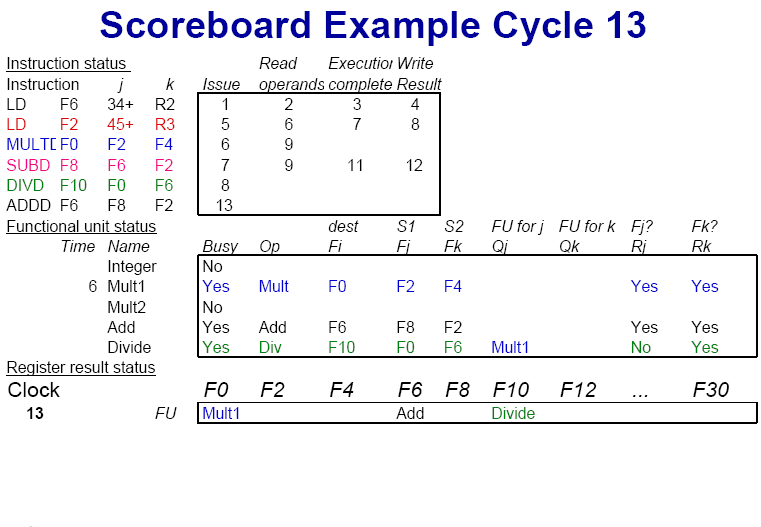 Scoreboard Example Cycle 13
Instruction status Read Execution Write
Instruction j k Issue operands complete Result
LD F6 34+ R2 1 2 3 4
LD F2 45+ R3 5 6 7 8
MULTD F0 F2 F4 6 9
SUBD F8 F6 F2 7 9 11 12
DIVD F10 F0 F6 8
ADDD F6 F8 F2 13
Functional unit status dest S1 S2 FU for j FU for k Fj? Fk?
Time Name Busy Op Fi Fj Fk Qj Qk Rj Rk
Integer No
6 Mult1 Yes Mult F0 F2 F4 Yes Yes
Mult2 No
Add Yes Add F6 F8 F2 Yes Yes
Divide Yes Div F10 F0 F6 Mult1 No Yes
Register result status
Clock F0 F2 F4 F6 F8 F10 F12 ... F30
13 FU Mult1 Add Divide